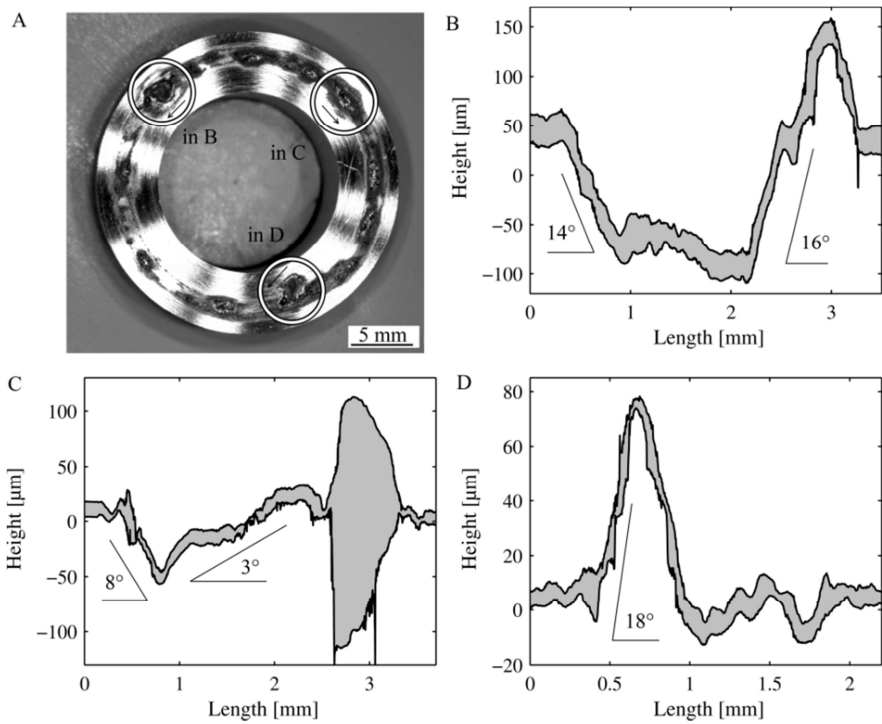 A
in B
in C
in D
5 mm
B
Height [µm]
150
100
50
0
−50
−100
14°
16°
0
1
2
3
Length [mm]
C
Height [µm]
100
50
0
−50
−100
8°
3°
0
1
2
3
Length [mm]
D
Height [µm]
80
60
40
20
0
−20
18°
0
0.5
1
1.5
2
Length [mm]